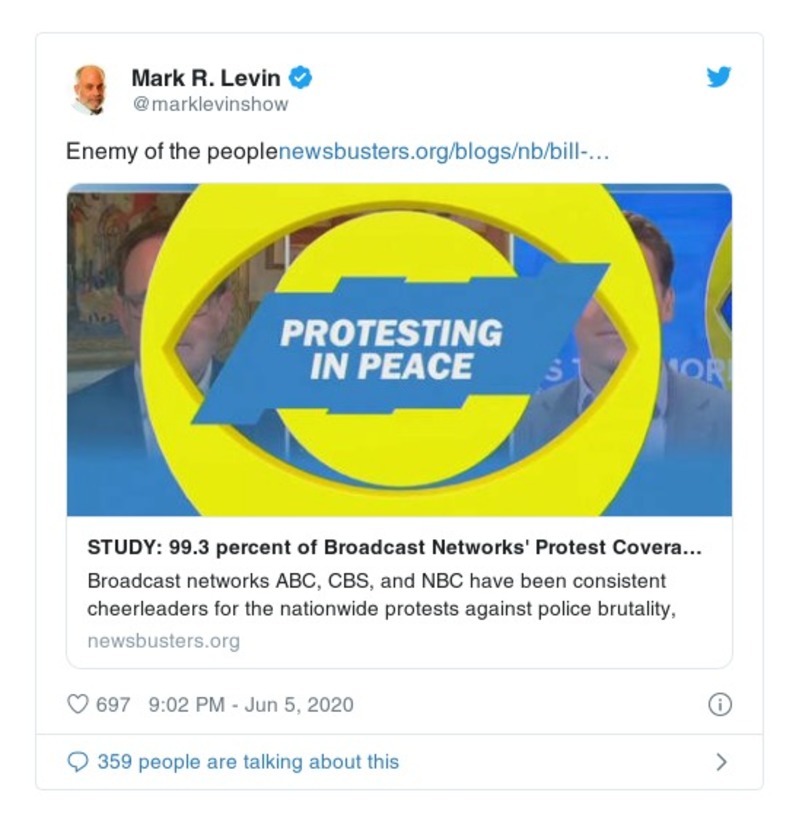 Mark R. Levin
@marklevinshow
Enemy of the peoplenewsbusters.org/blogs/nb/bill-…
PROTESTING
IN PEACE
STUDY: 99.3 percent of Broadcast Networks' Protest Covera...
Broadcast networks ABC, CBS, and NBC have been consistent
cheerleaders for the nationwide protests against police brutality,
newsbusters.org
697 9:02 PM - Jun 5, 2020
359 people are talking about this